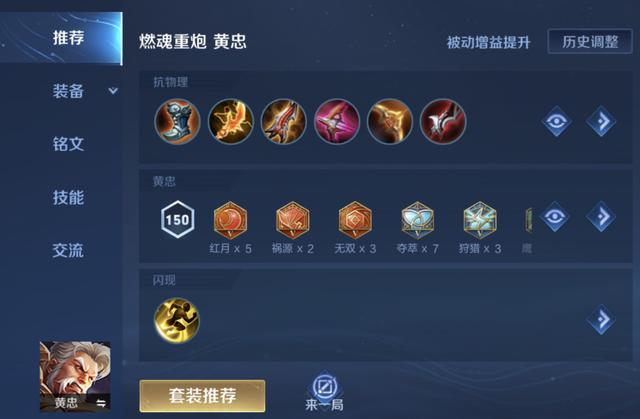 推荐
装备
铭文
技能
交流
黄忠
燃魂重炮 黄忠
被动增益提升
历史调整
抗物理
黄忠
150
红月 x 5
祸源 x 2
无双 x 3
夺萃 x 7
狩猎 x 3
鹰
闪现
套装推荐
来一局